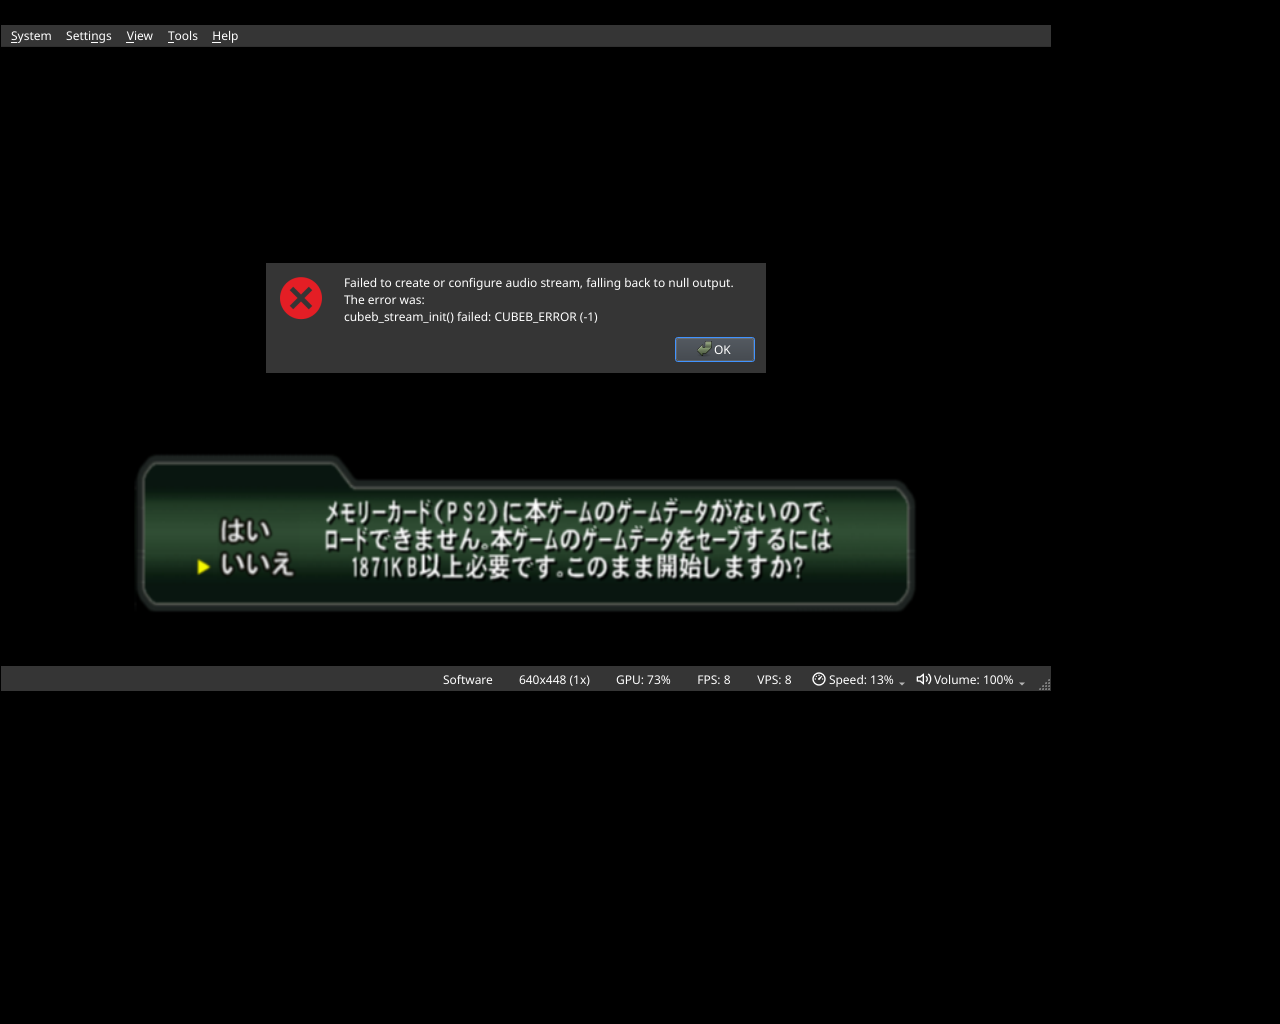 System Settings View Tools Help
Failed to create or configure audio stream, falling back to null output.
The error was:
cubeb_stream_init() failed: CUBEB_ERROR (-1)
OK
はい
いいえ
メモリーカード(PS2)に本ゲームのゲームデータがないので、
ロードできません。本ゲームのゲームデータをセーブするには
1871KB以上必要です。このまま開始しますか?
Software 640x448 (1x) GPU: 73% FPS: 8 VPS: 8 Speed: 13% Volume: 100%